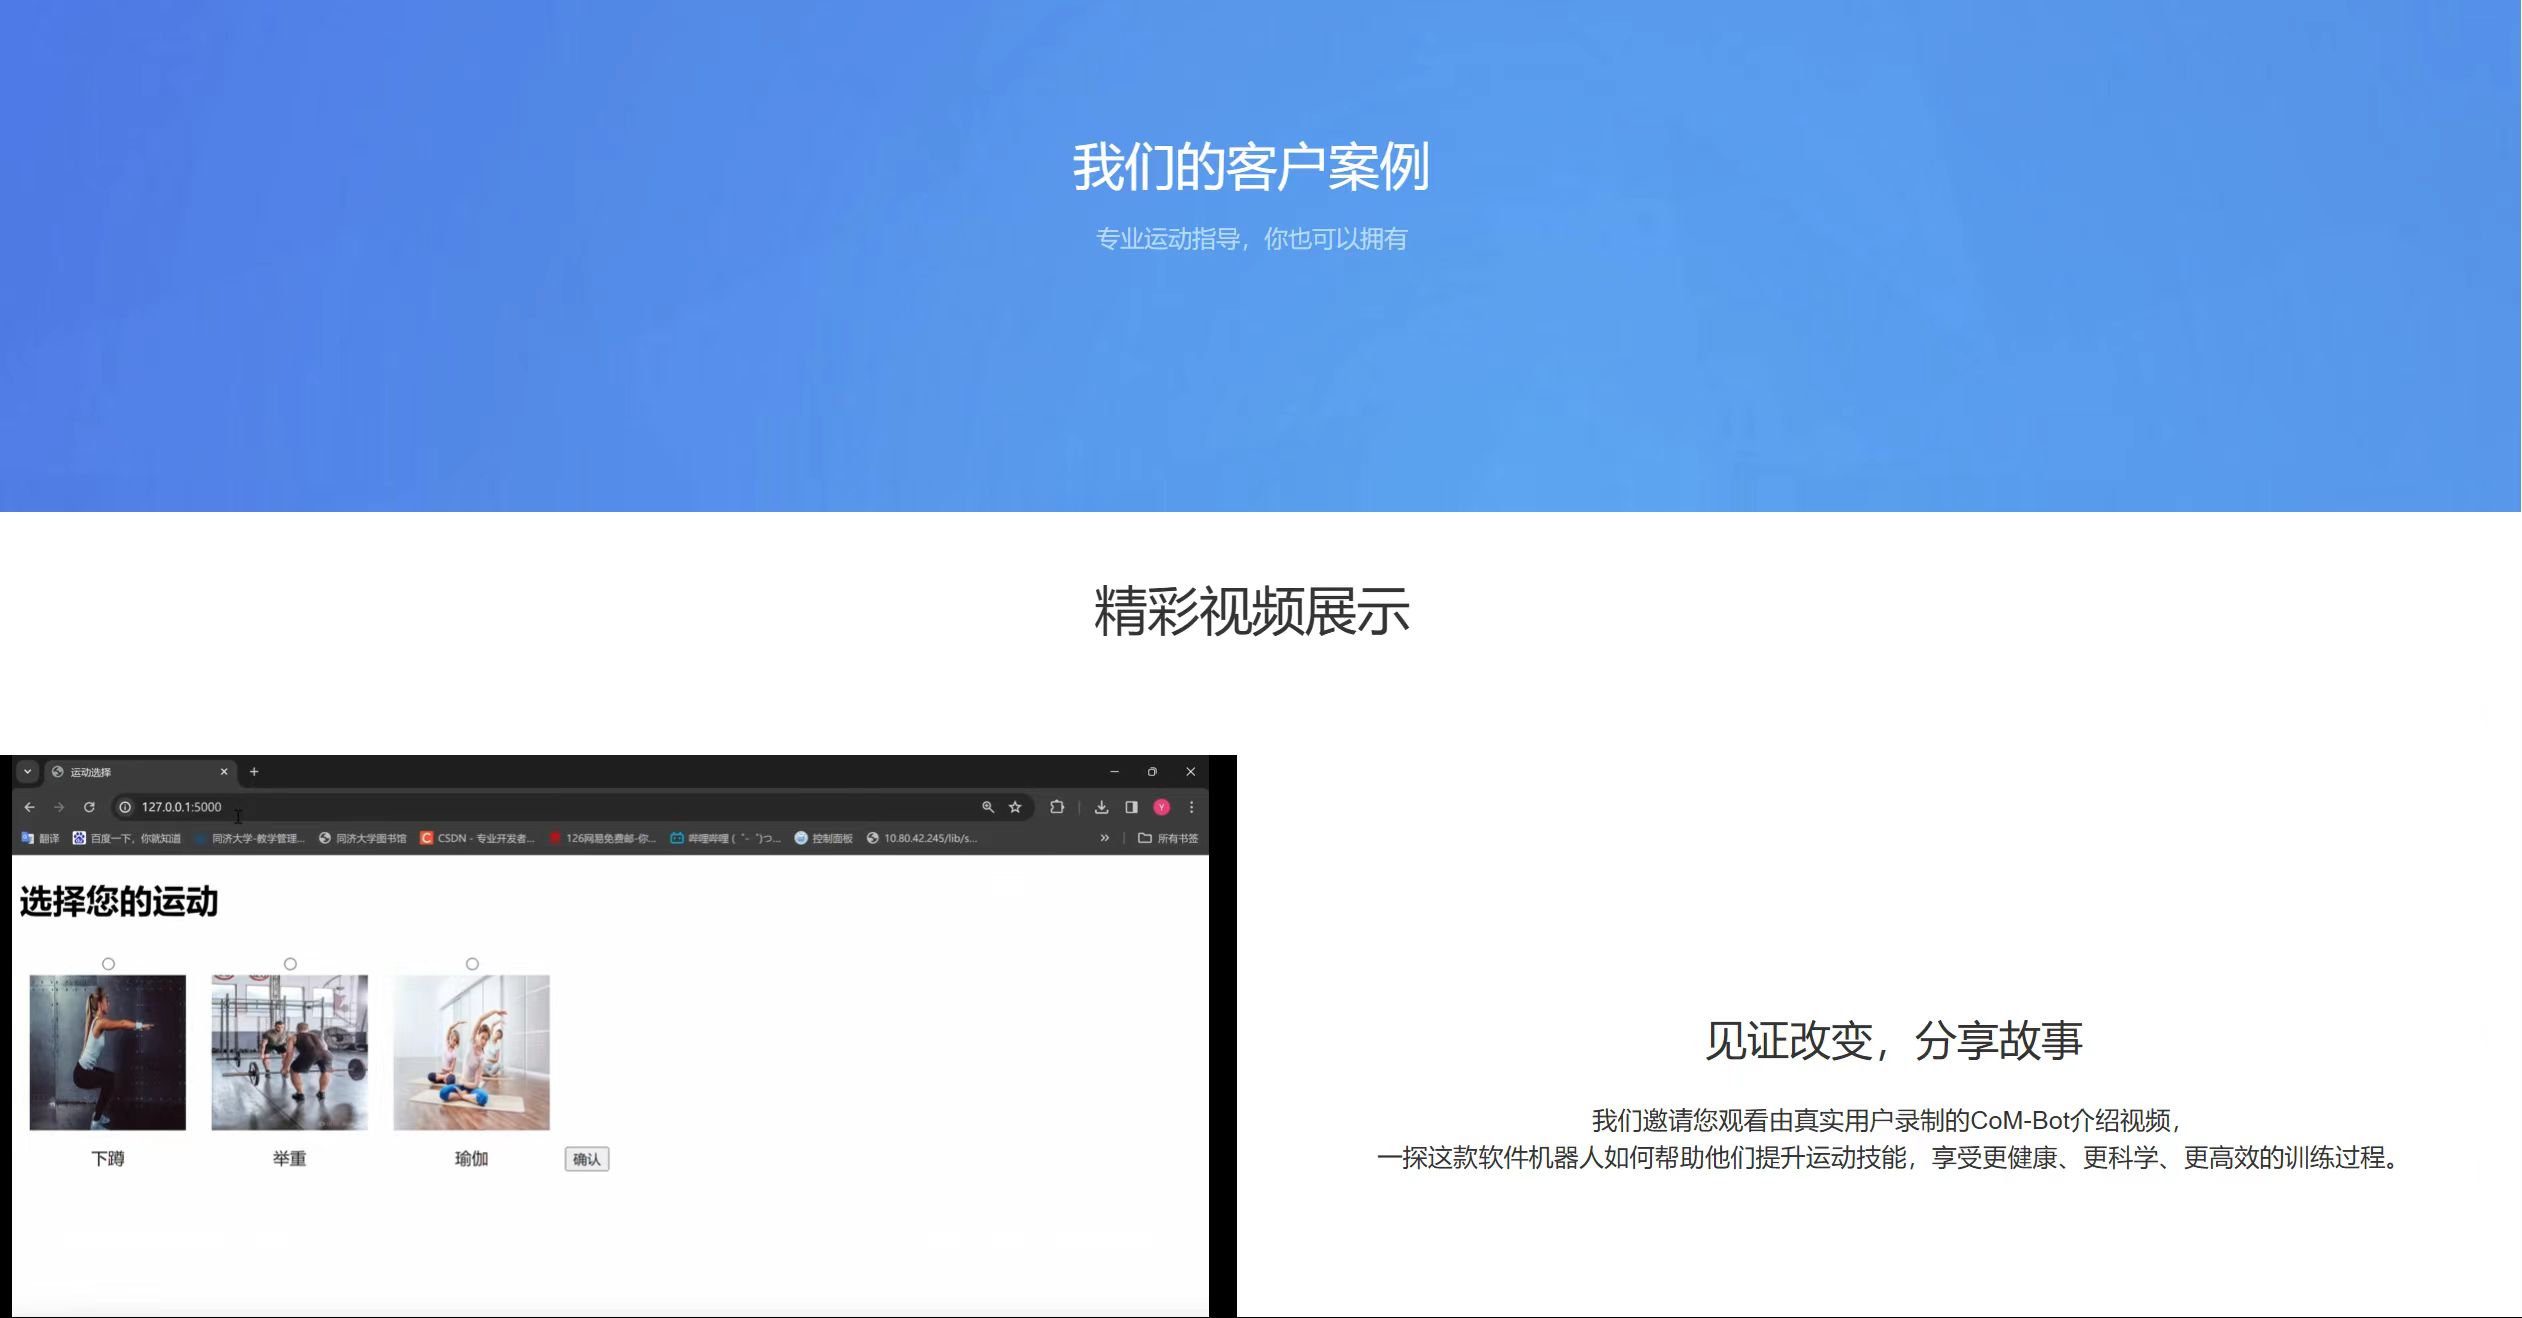 我们的客户案例
专业运动指导，你也可以拥有
精彩视频展示
运动选择
127.0.0.1:5000
翻译 百度一下，你就知道 同济大学-教学管理... 同济大学图书馆 CSDN - 专业开发者... 126网易免费邮-你... 哔哩哔哩 ( ゜- ゜)つ... 控制面板 10.80.42.245/lib/s... » 所有书签
选择您的运动
下蹲 举重 瑜伽 确认
见证改变，分享故事
我们邀请您观看由真实用户录制的CoM-Bot介绍视频，
一探这款软件机器人如何帮助他们提升运动技能，享受更健康、更科学、更高效的训练过程。